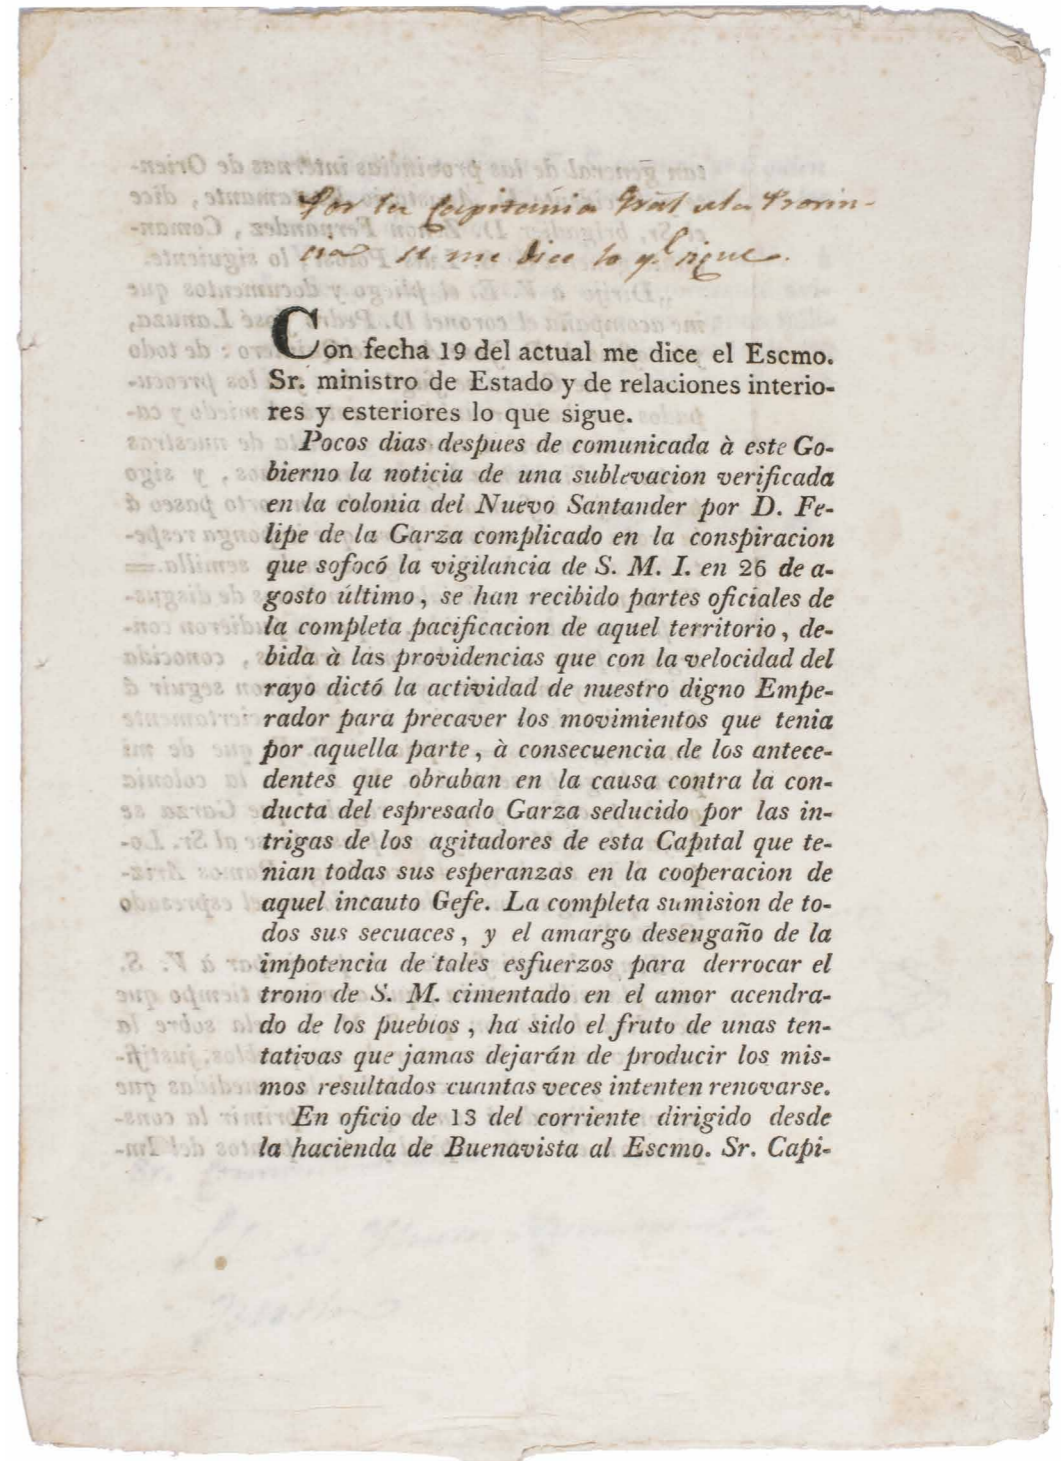 Por la Capitanía Gral de la Provin-
cia se me dice lo q.e sigue.
Con fecha 19 del actual me dice el Escmo.
Sr. ministro de Estado y de relaciones interio-
res y esteriores lo que sigue.
Pocos dias despues de comunicada à este Go-
bierno la noticia de una sublevacion verificada
en la colonia del Nuevo Santander por D. Fe-
lipe de la Garza complicado en la conspiracion
que sofocó la vigilancia de S. M. I. en 26 de a-
gosto último, se han recibido partes oficiales de
la completa pacificacion de aquel territorio, de-
bida à las providencias que con la velocidad del
rayo dictó la actividad de nuestro digno Empe-
rador para precaver los movimientos que tenia
por aquella parte, à consecuencia de los antece-
dentes que obraban en la causa contra la con-
ducta del espresado Garza seducido por las in-
trigas de los agitadores de esta Capital que te-
nian todas sus esperanzas en la cooperacion de
aquel incauto Gefe. La completa sumision de to-
dos sus secuaces, y el amargo desengaño de la
impotencia de tales esfuerzos para derrocar el
trono de S. M. cimentado en el amor acendra-
do de los pueblos, ha sido el fruto de unas ten-
tativas que jamas dejarán de producir los mis-
mos resultados cuantas veces intenten renovarse.
En oficio de 13 del corriente dirigido desde
la hacienda de Buenavista al Escmo. Sr. Capi-